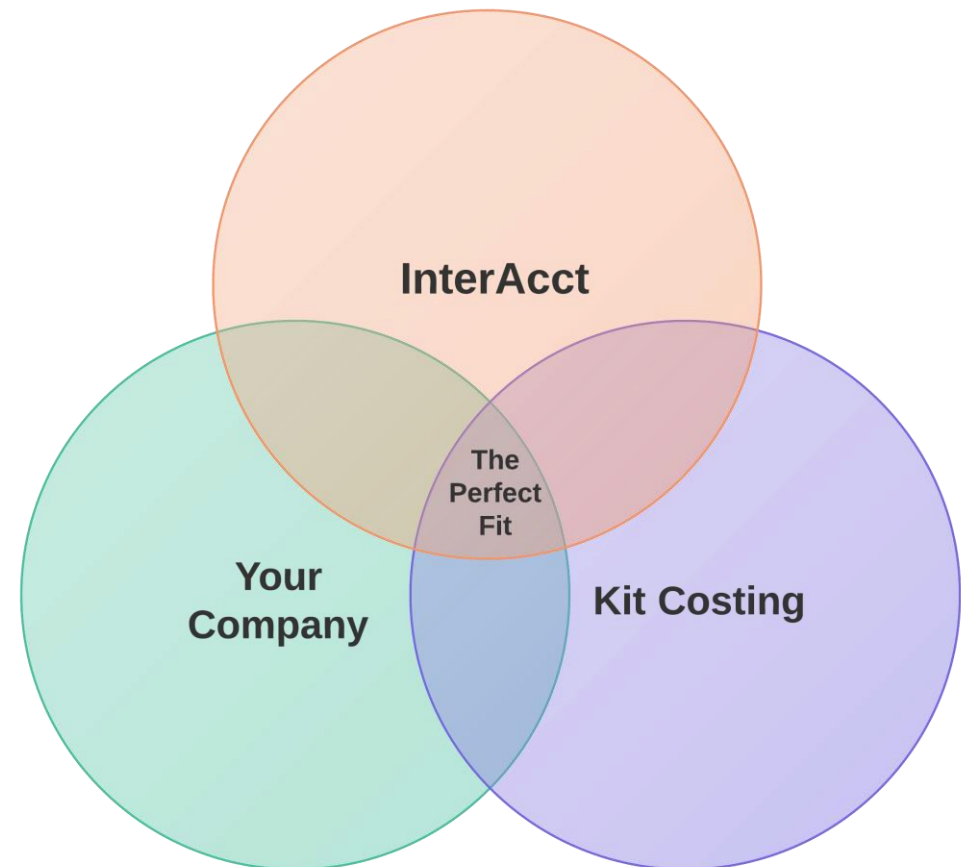 InterAcct
The
Perfect
Fit
Your
Company
Kit Costing